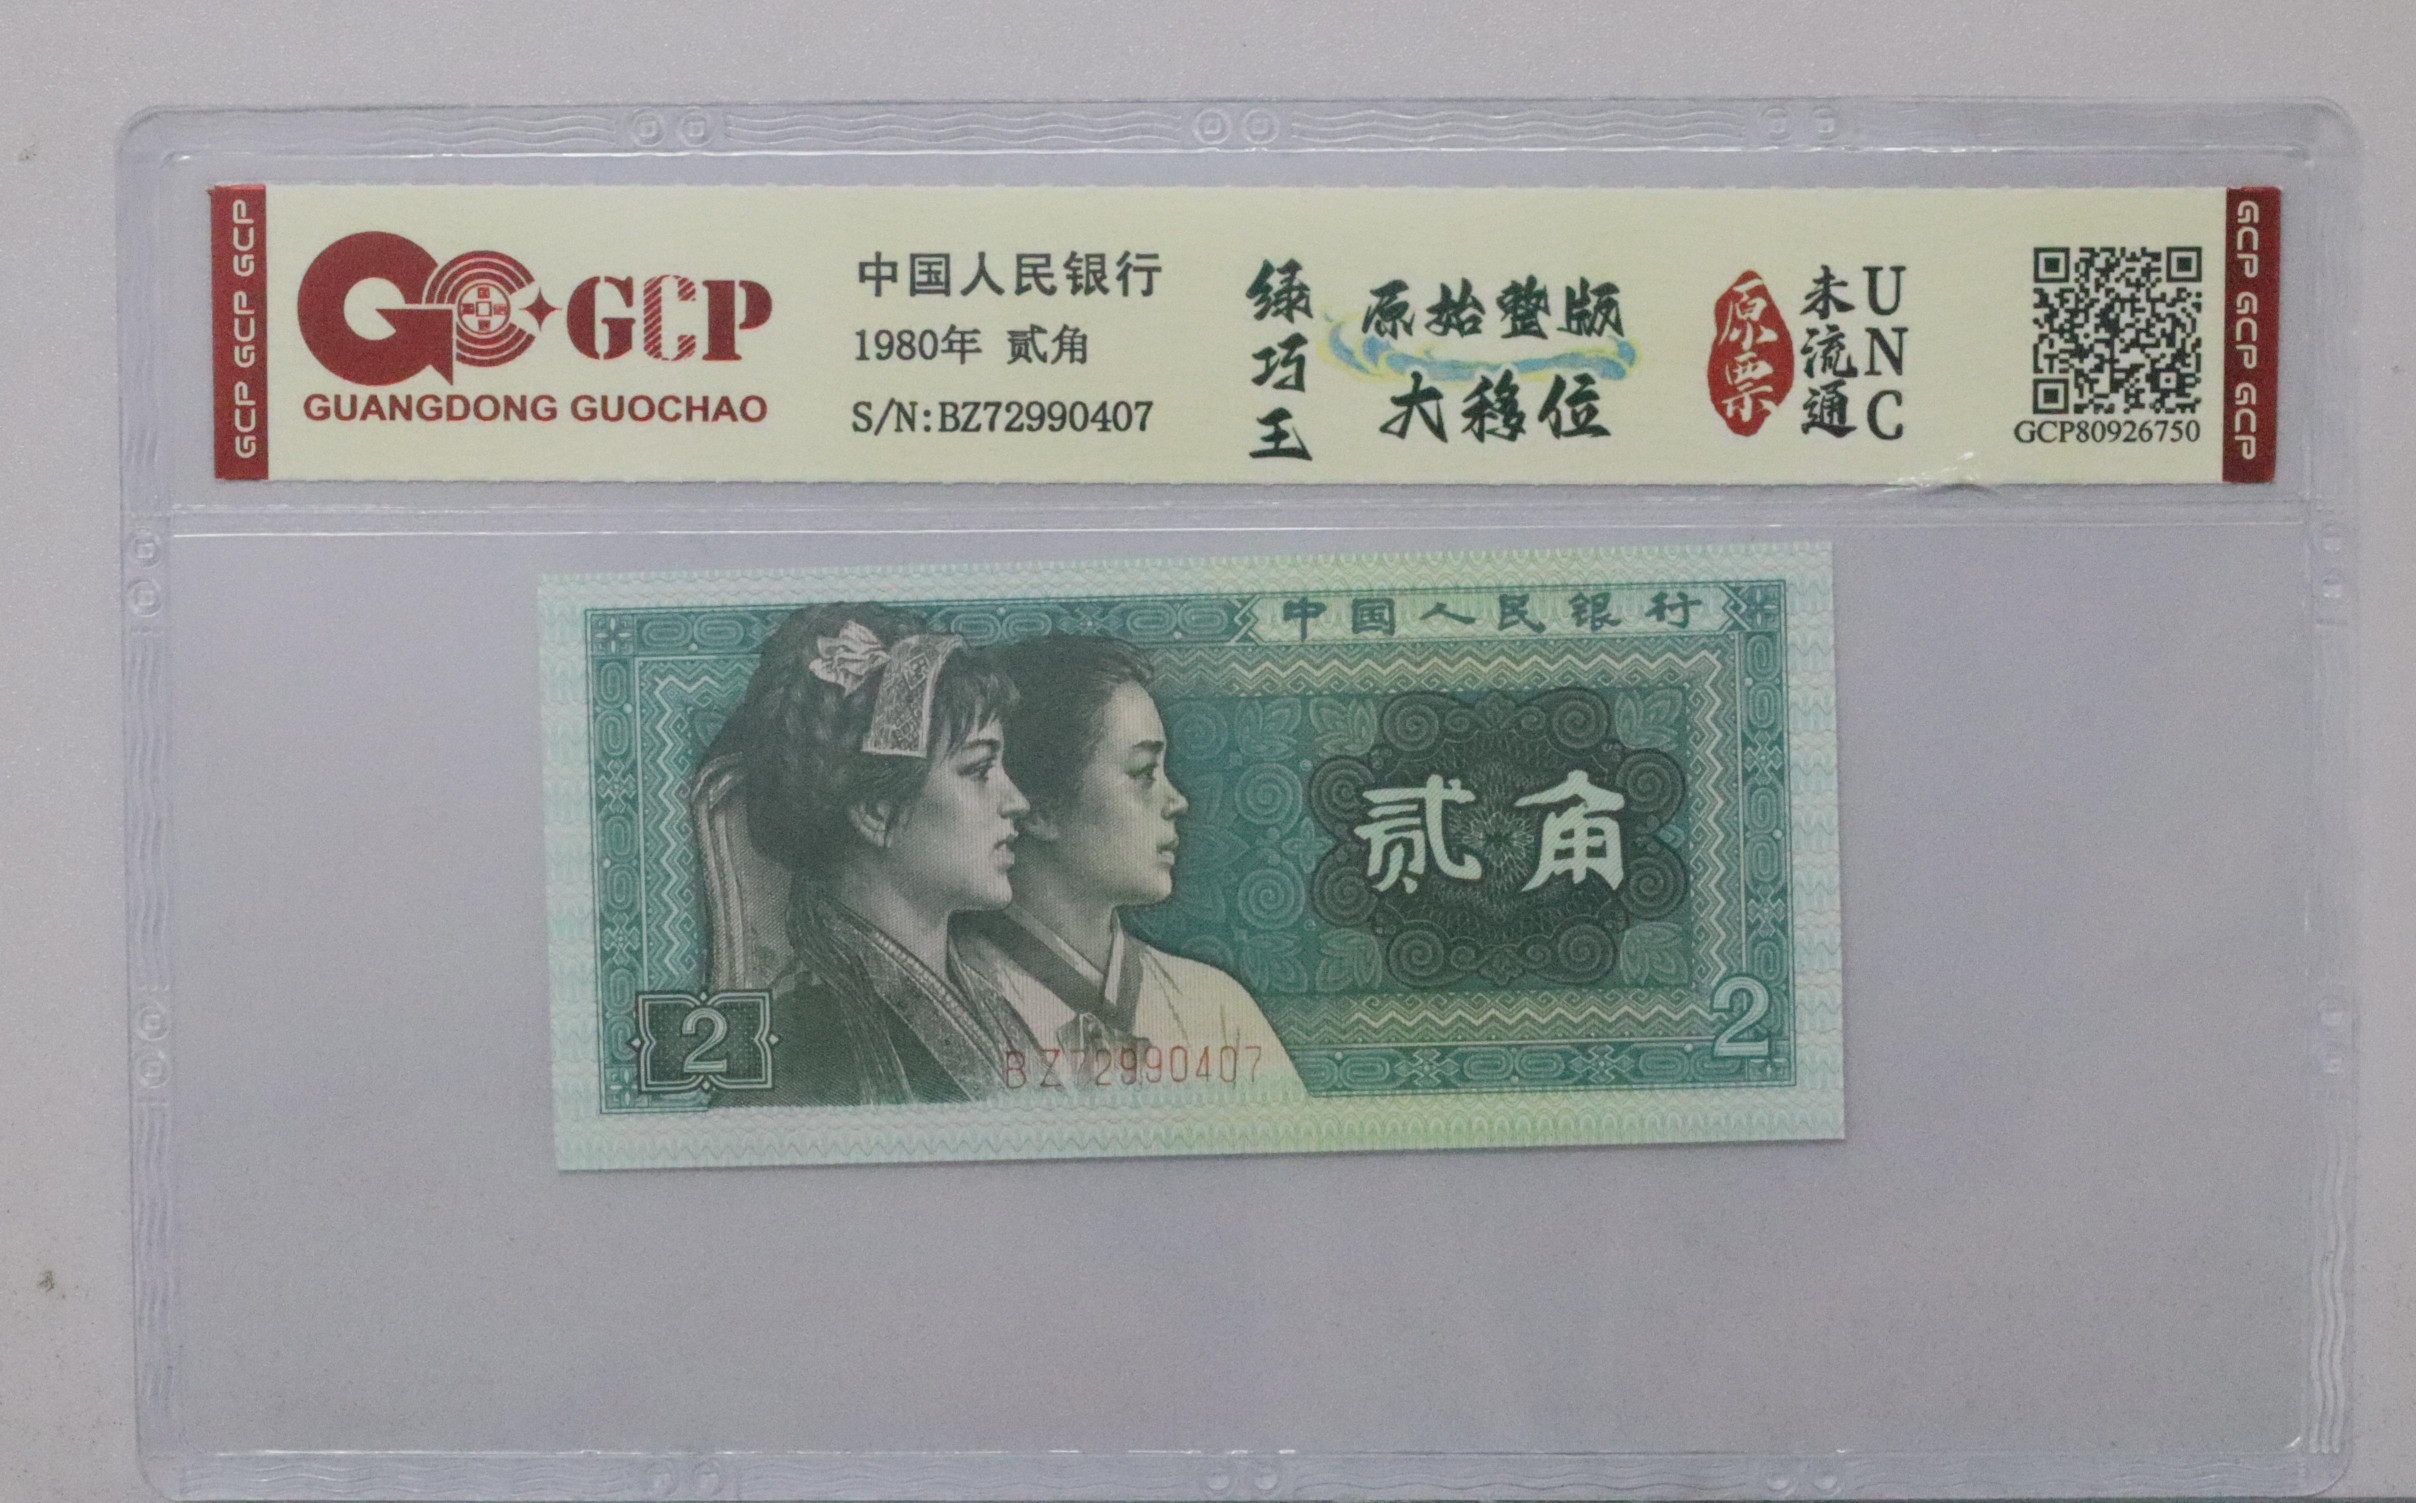 GCP GCP GCP
GCP
GUANGDONG GUOCHAO
中国人民银行
1980年 贰角
S/N:BZ72990407
绿巧王
原始整版
大移位
原票
未流通
UNC
GCP80926750
GCP GCP GCP
中国人民银行
贰角
2
BZ72990407
2